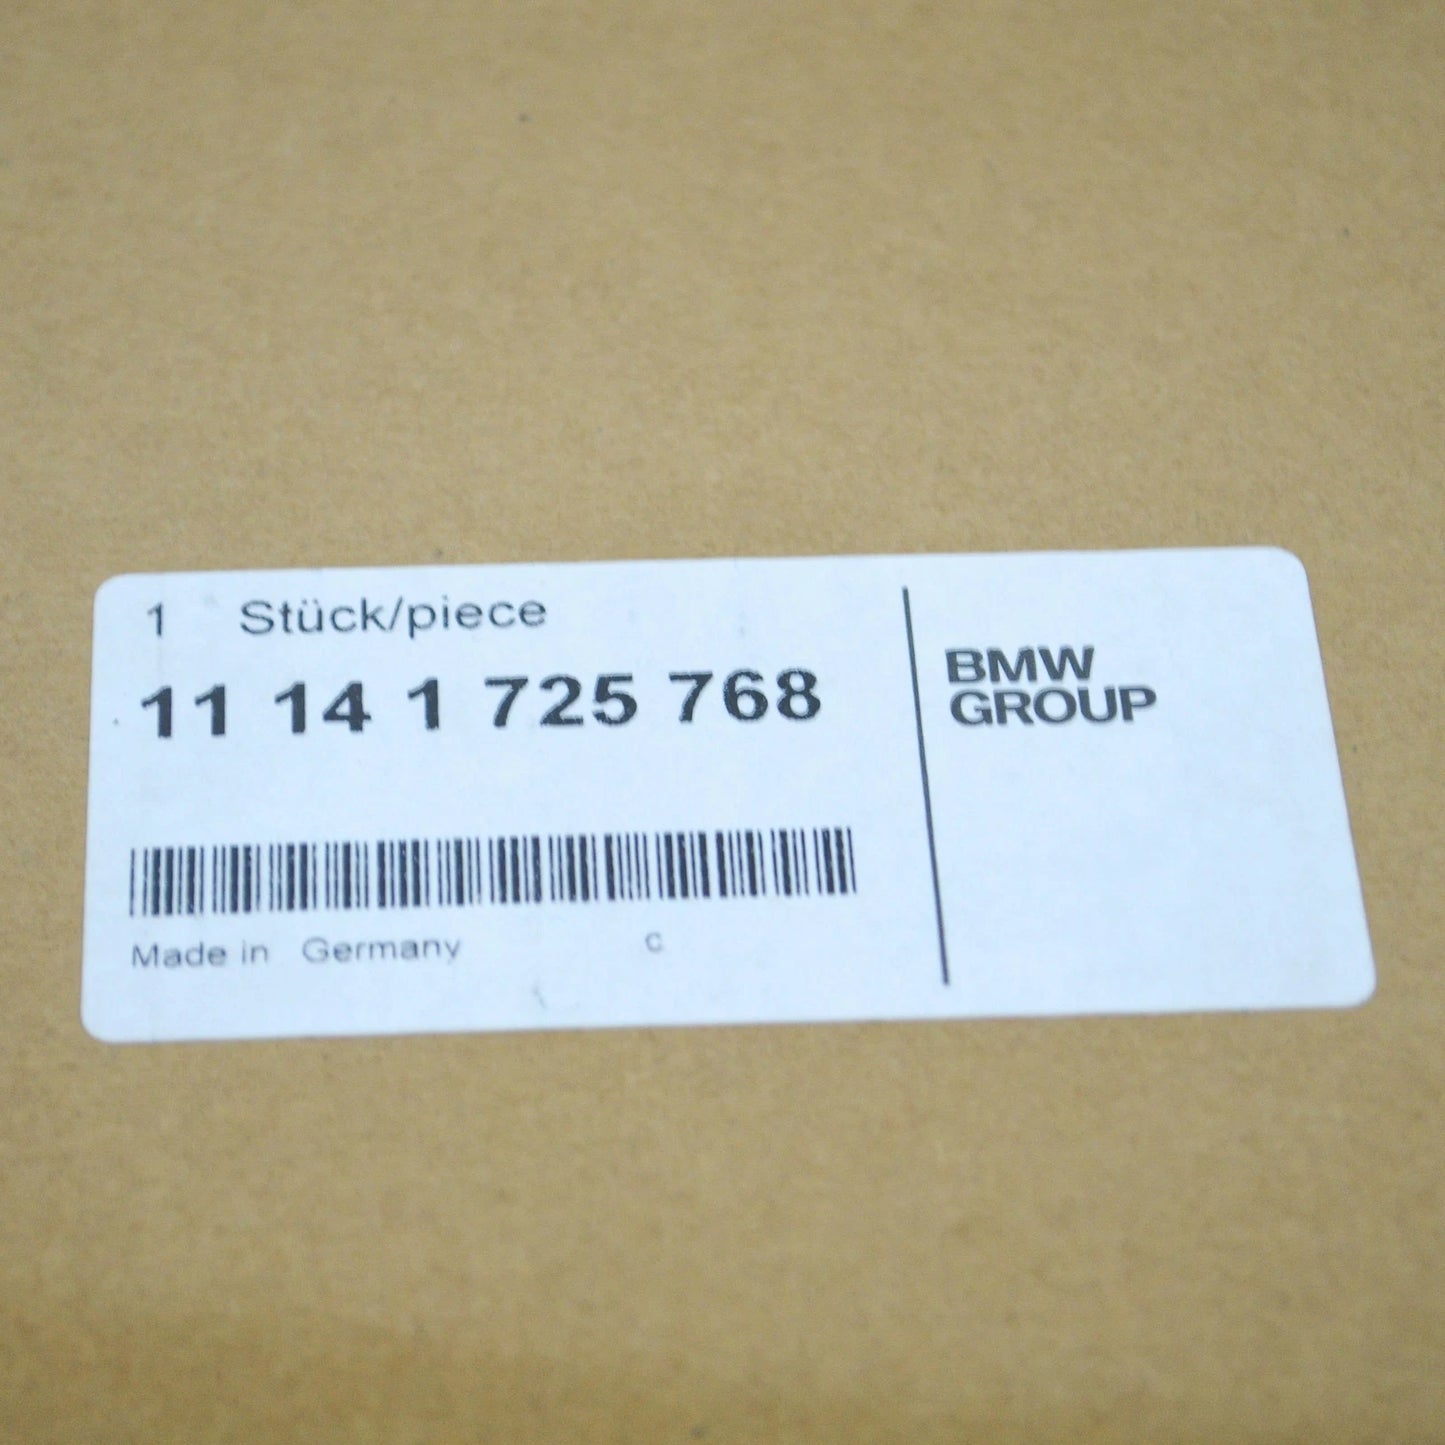 1 Stück/piece
11 14 1 725 768
Made in Germany c
BMW
GROUP